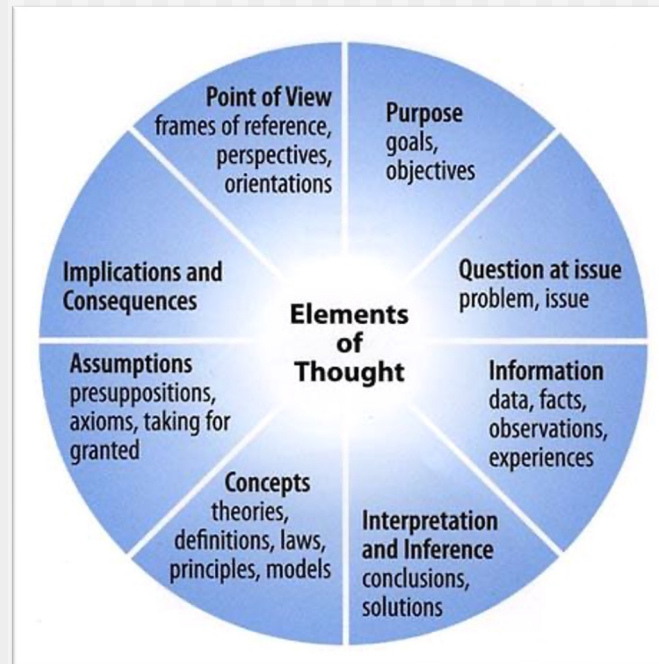 Point of View
frames of reference,
perspectives,
orientations
Purpose
goals,
objectives
Question at issue
problem, issue
Information
data, facts,
observations,
experiences
Interpretation
and Inference
conclusions,
solutions
Concepts
theories,
definitions, laws,
principles, models
Assumptions
presuppositions,
axioms, taking for
granted
Implications and
Consequences
Elements
of
Thought